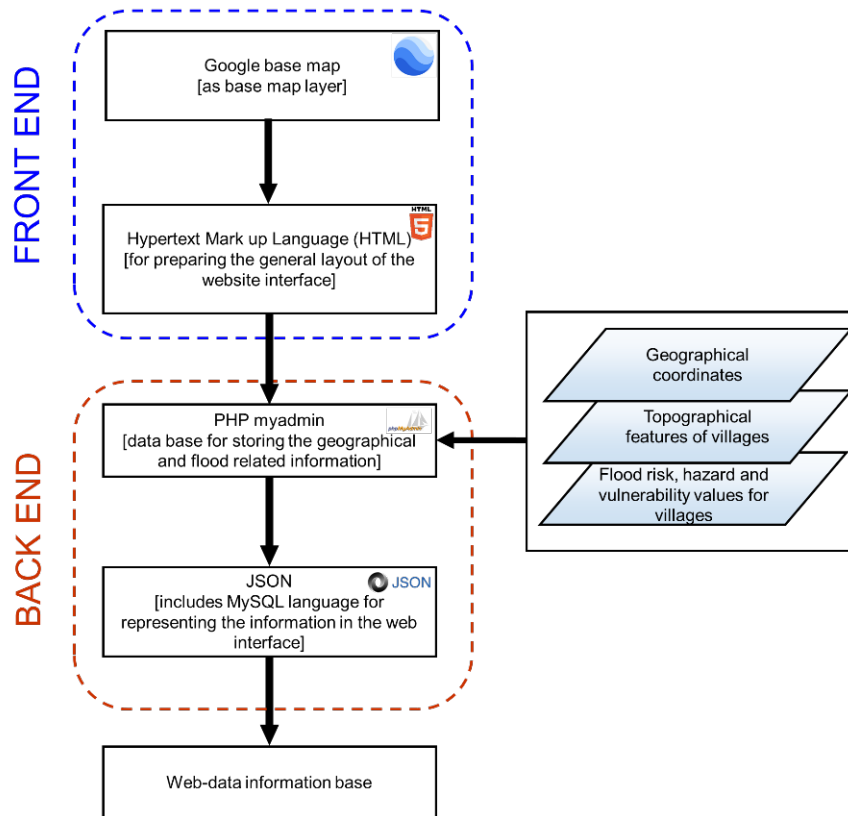 FRONT END
Google base map
[as base map layer]
HTML
5
Hypertext Mark up Language (HTML)
[for preparing the general layout of the
website interface]
BACK END
PHP myadmin
phpMyAdmin
[data base for storing the geographical
and flood related information]
Geographical
coordinates
Topographical
features of villages
Flood risk, hazard and
vulnerability values for
villages
JSON
JSON
[includes MySQL language for
representing the information in the web
interface]
Web-data information base